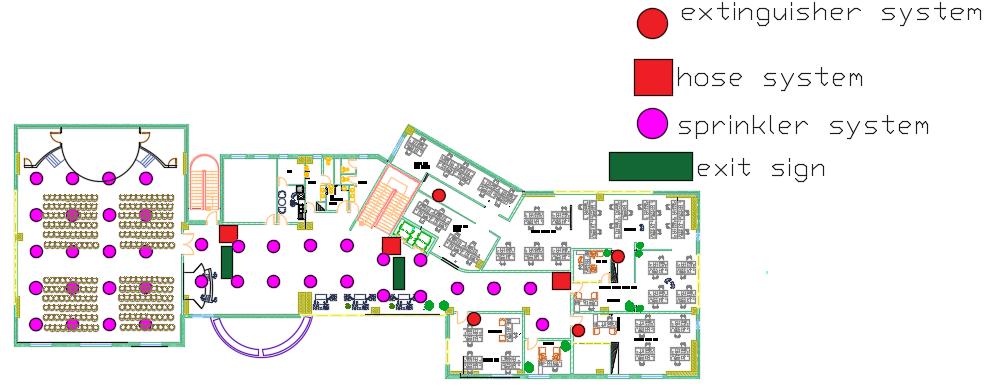 extinguisher system
hose system
sprinkler system
exit sign